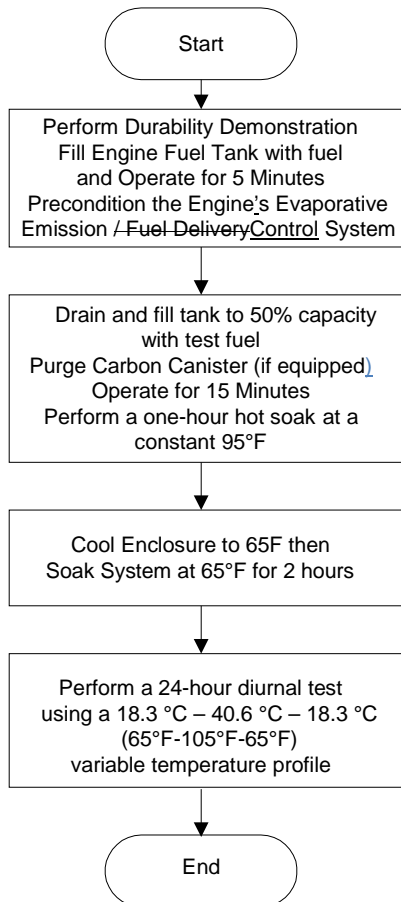 Start
Perform Durability Demonstration
Fill Engine Fuel Tank with fuel
and Operate for 5 Minutes
Precondition the Engine's Evaporative
Emission / Fuel DeliveryControl System
Drain and fill tank to 50% capacity
with test fuel
Purge Carbon Canister (if equipped)
Operate for 15 Minutes
Perform a one-hour hot soak at a
constant 95°F
Cool Enclosure to 65F then
Soak System at 65°F for 2 hours
Perform a 24-hour diurnal test
using a 18.3 °C – 40.6 °C – 18.3 °C
(65°F-105°F-65°F)
variable temperature profile
End